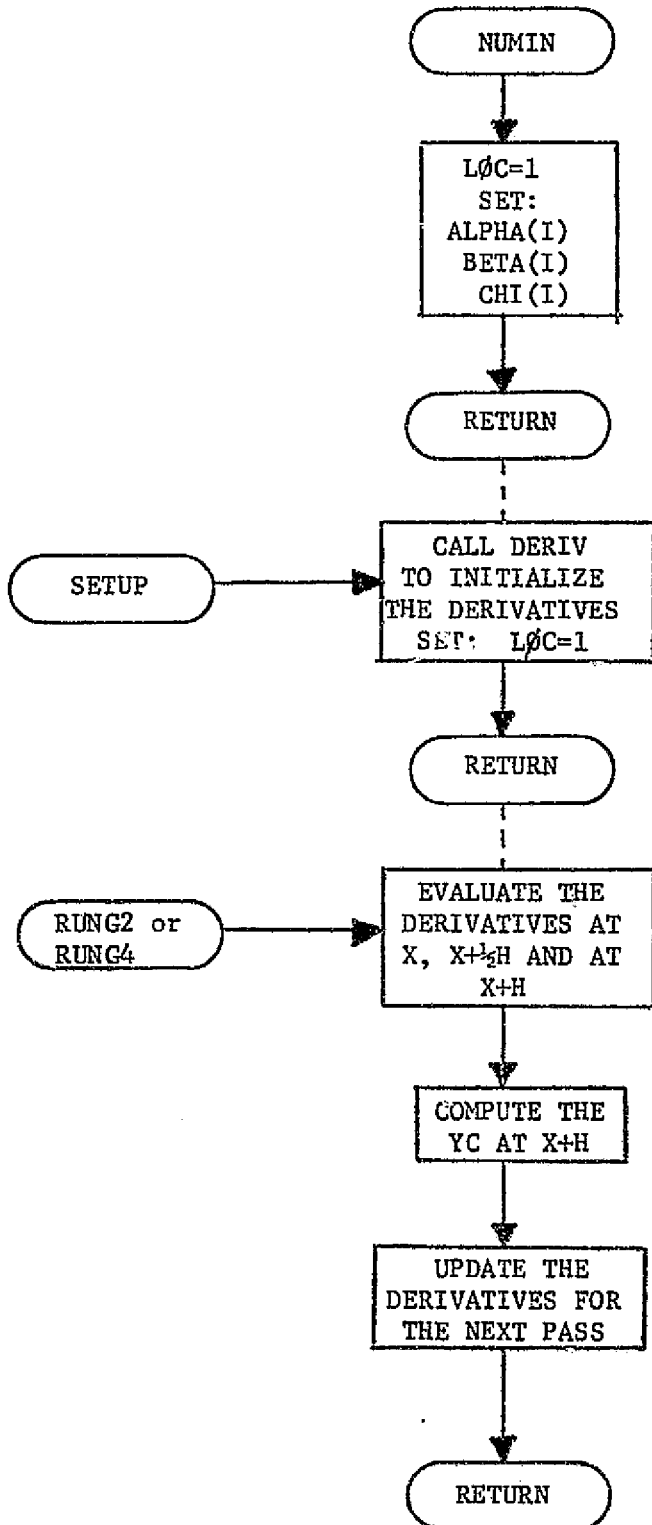 NUMIN
LØC=1
SET:
ALPHA(I)
BETA(I)
CHI(I)
RETURN
CALL DERIV
TO INITIALIZE
THE DERIVATIVES
SET: LØC=1
SETUP
RETURN
EVALUATE THE
DERIVATIVES AT
X, X+½H AND AT
X+H
RUNG2 or
RUNG4
COMPUTE THE
YC AT X+H
UPDATE THE
DERIVATIVES FOR
THE NEXT PASS
RETURN